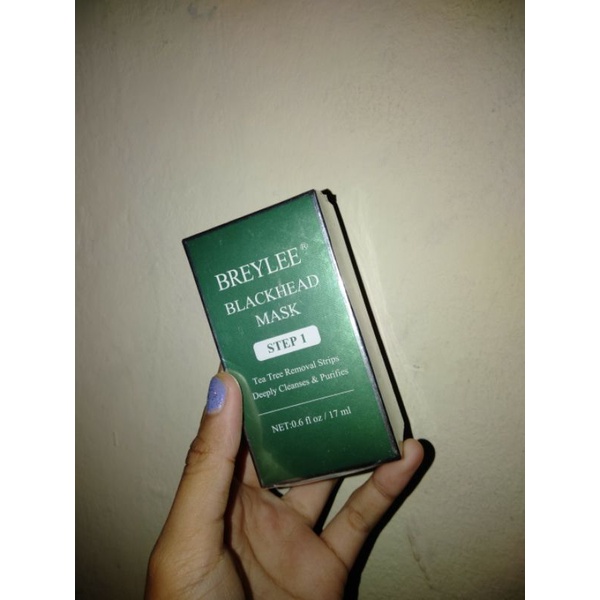 BREYLEE®
BLACKHEAD
MASK
STEP 1
Tea Tree Removal Strips
Deeply Cleanses & Purifies
NET:0.6 fl oz / 17 ml